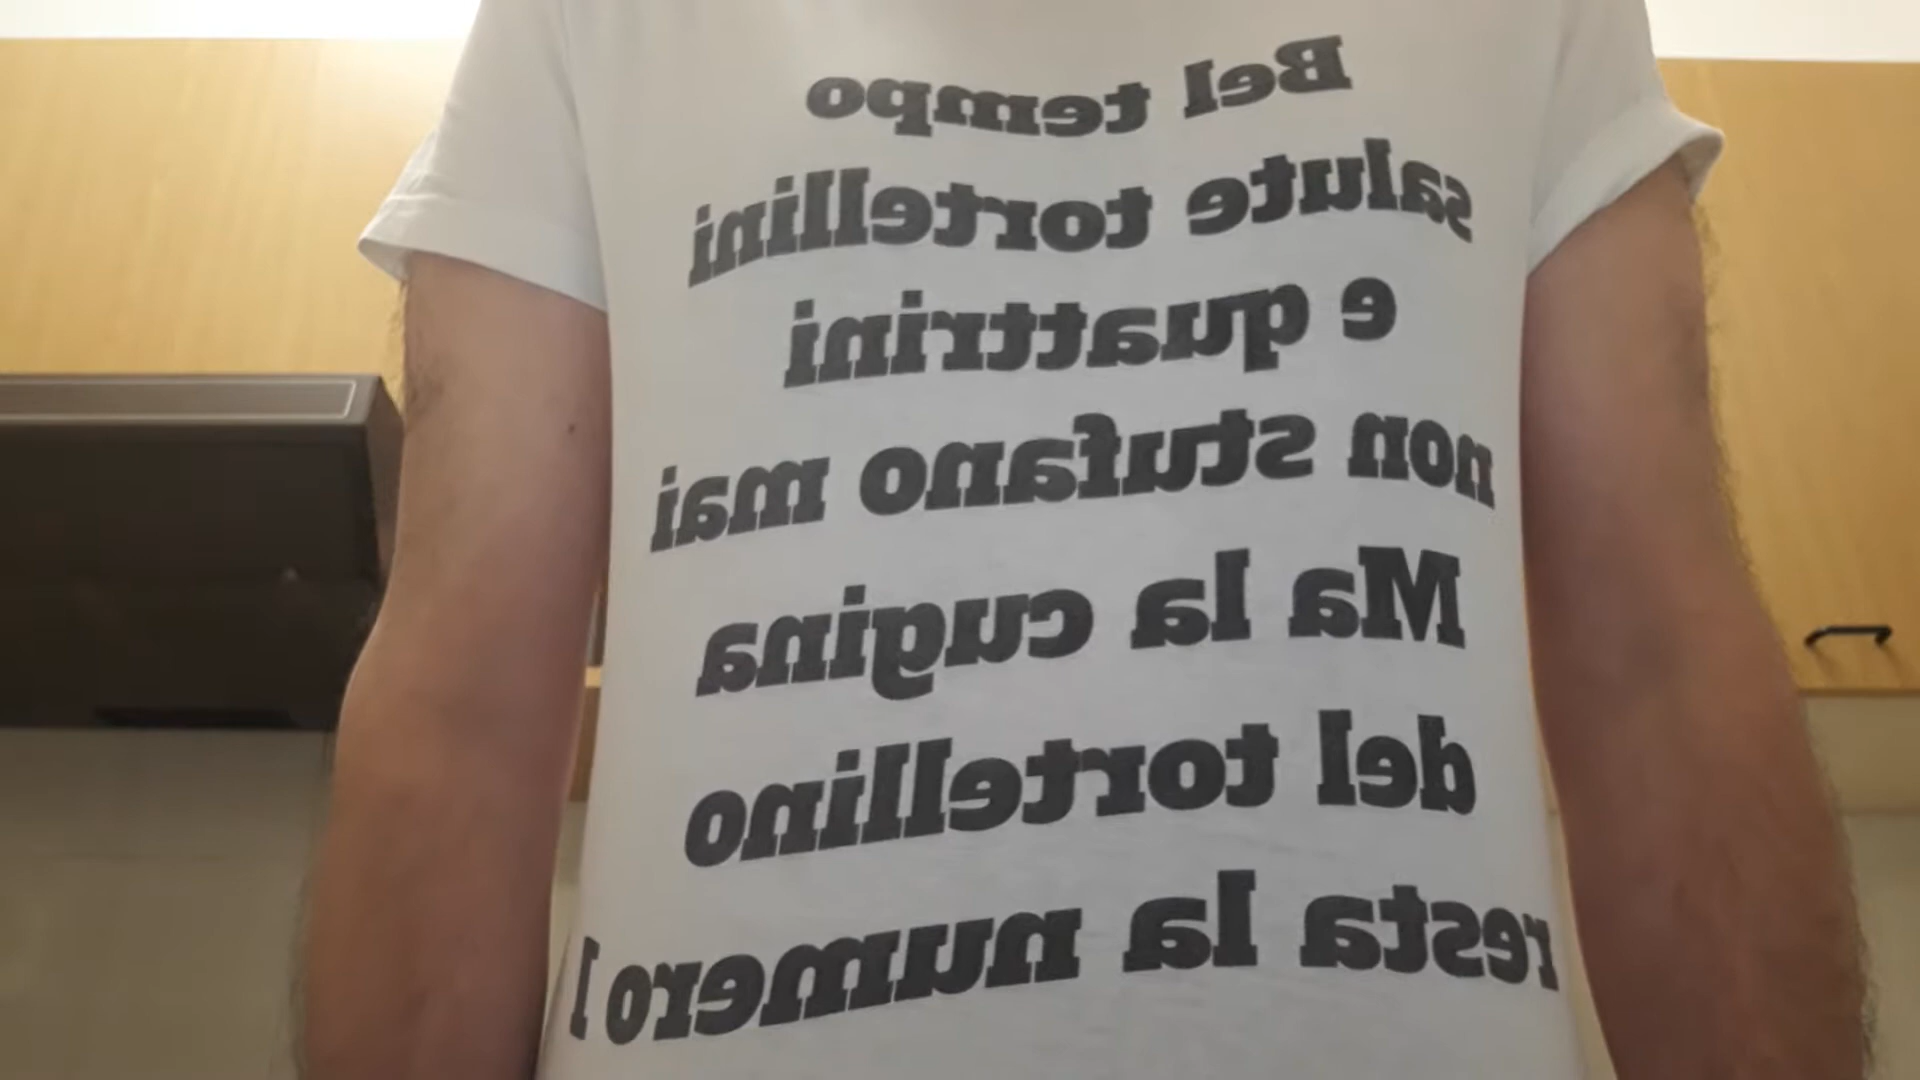 Bel tempo
salute tortellini
e quattrini
non stufano mai
Ma la cugina
del tortellino
resta la numero 1